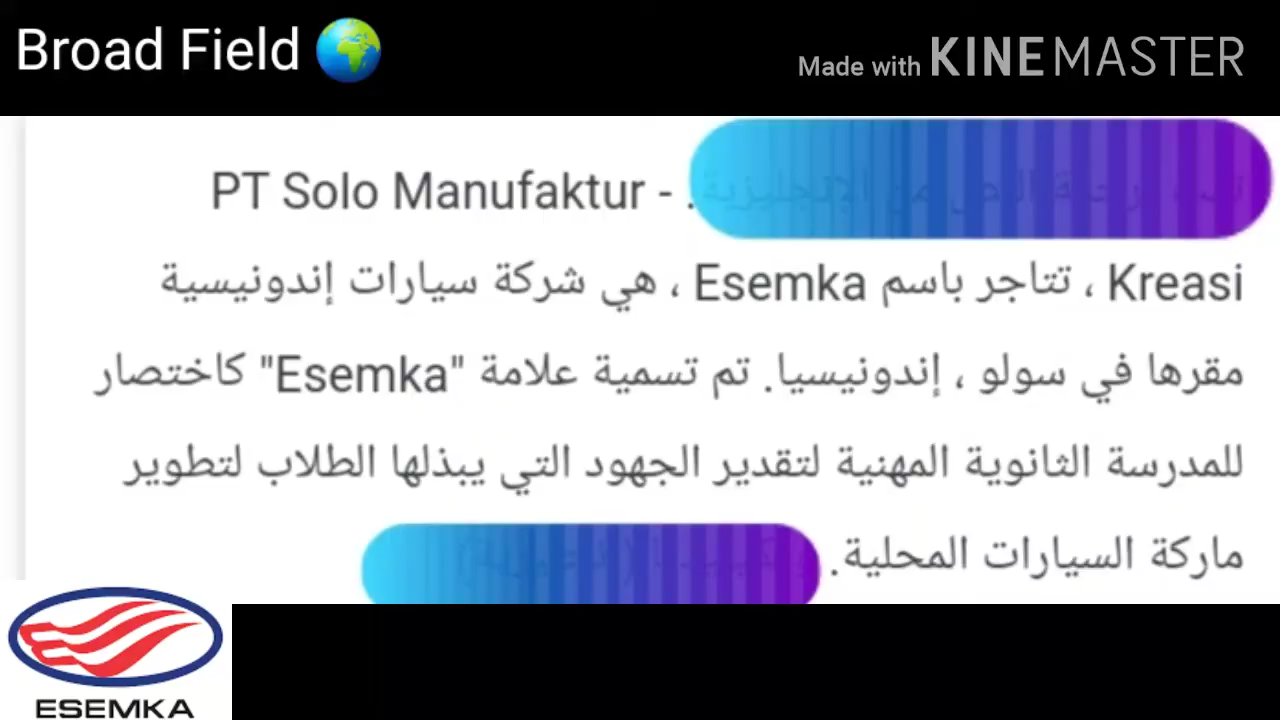 Broad Field
Made with KINEMASTER
PT Solo Manufaktur - .
Kreasi ، تتاجر باسم Esemka ، هي شركة سيارات إندونيسية
مقرها في سولو ، إندونيسيا. تم تسمية علامة "Esemka" كاختصار
للمدرسة الثانوية المهنية لتقدير الجهود التي يبذلها الطلاب لتطوير
ماركة السيارات المحلية.
ESEMKA